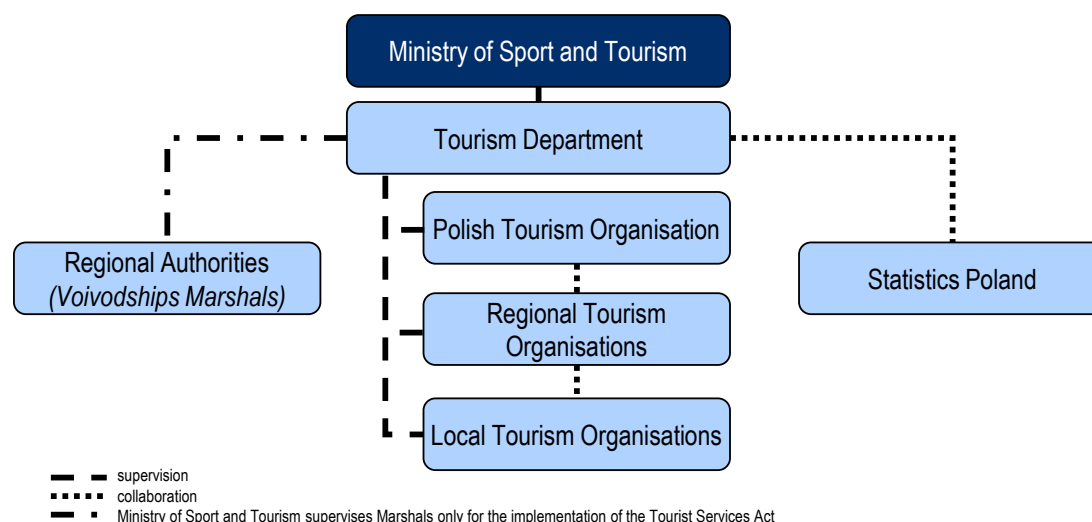 Ministry of Sport and Tourism
Tourism Department
Polish Tourism Organisation
Regional Authorities
(Voivodships Marshals)
Statistics Poland
Regional Tourism
Organisations
Local Tourism Organisations
supervision
collaboration
Ministry of Sport and Tourism supervises Marshals only for the implementation of the Tourist Services Act